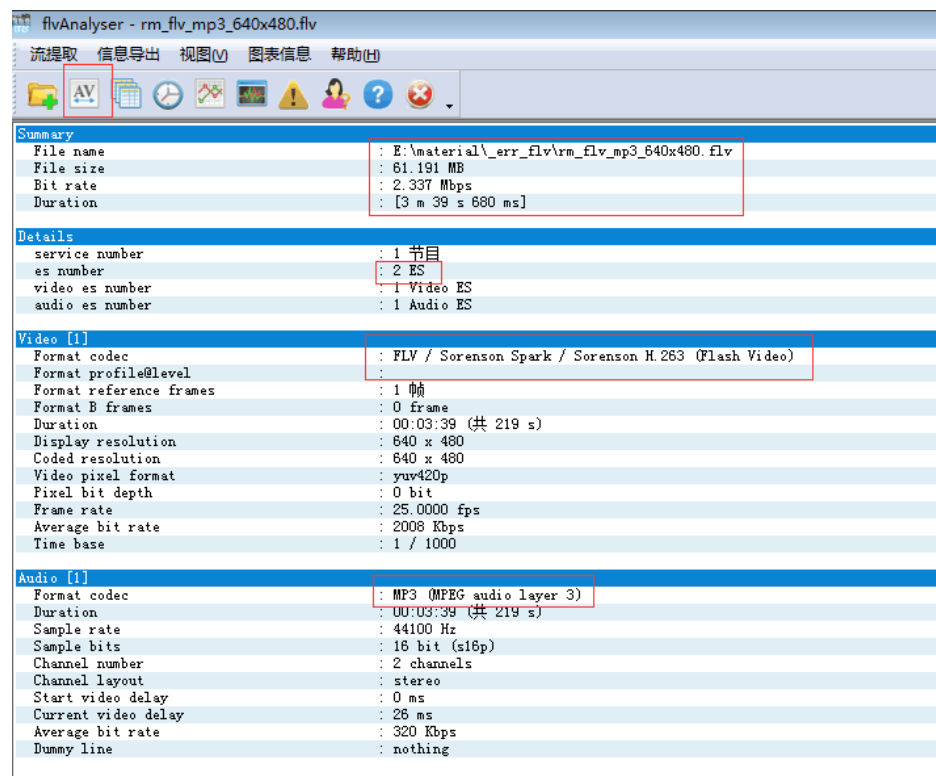 flvAnalyser - rm_flv_mp3_640x480.flv
流提取 信息导出 视图(V) 图表信息 帮助(H)
AV
Summary
File name : E:\material\_err_flv\rm_flv_mp3_640x480.flv
File size : 61.191 MB
Bit rate : 2.337 Mbps
Duration : [3 m 39 s 680 ms]
Details
service number : 1 节目
es number : 2 ES
video es number : 1 Video ES
audio es number : 1 Audio ES
Video [1]
Format codec : FLV / Sorenson Spark / Sorenson H.263 (Flash Video)
Format profile@level :
Format reference frames : 1 帧
Format B frames : 0 frame
Duration : 00:03:39 (共 219 s)
Display resolution : 640 x 480
Coded resolution : 640 x 480
Video pixel format : yuv420p
Pixel bit depth : 0 bit
Frame rate : 25.0000 fps
Average bit rate : 2008 Kbps
Time base : 1 / 1000
Audio [1]
Format codec : MP3 (MPEG audio layer 3)
Duration : 00:03:39 (共 219 s)
Sample rate : 44100 Hz
Sample bits : 16 bit (s16p)
Channel number : 2 channels
Channel layout : stereo
Start video delay : 0 ms
Current video delay : 26 ms
Average bit rate : 320 Kbps
Dummy line : nothing